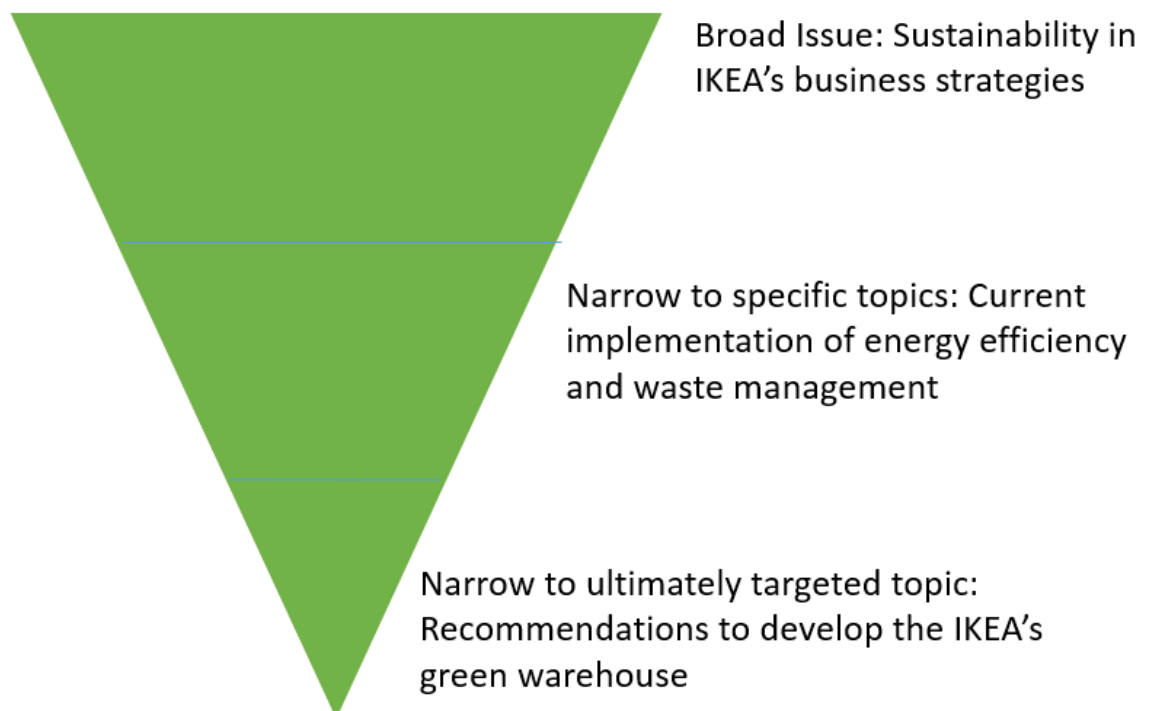 Broad Issue: Sustainability in
IKEA’s business strategies
Narrow to specific topics: Current
implementation of energy efficiency
and waste management
Narrow to ultimately targeted topic:
Recommendations to develop the IKEA’s
green warehouse